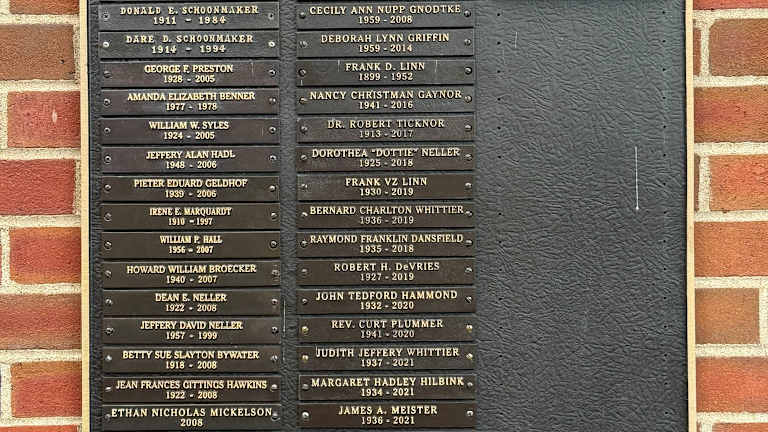 DONALD E. SCHOONMAKER
1911 - 1984
DARE D. SCHOONMAKER
1914 - 1994
GEORGE F. PRESTON
1928 - 2005
AMANDA ELIZABETH BENNER
1977 - 1978
WILLIAM W. SYLES
1924 - 2005
JEFFERY ALAN HADL
1948 - 2006
PIETER EDUARD GELDHOF
1939 - 2006
IRENE E. MARQUARDT
1910 - 1997
WILLIAM P. HALL
1956 - 2007
HOWARD WILLIAM BROECKER
1940 - 2007
DEAN E. NELLER
1922 - 2008
JEFFERY DAVID NELLER
1957 - 1999
BETTY SUE SLAYTON BYWATER
1918 - 2008
JEAN FRANCES GITTINGS HAWKINS
1922 - 2008
ETHAN NICHOLAS MICKELSON
2008
CECILY ANN NUPP GNODTKE
1959 - 2008
DEBORAH LYNN GRIFFIN
1959 - 2014
FRANK D. LINN
1899 - 1952
NANCY CHRISTMAN GAYNOR
1941 - 2016
DR. ROBERT TICKNOR
1913 - 2017
DOROTHEA "DOTTIE" NELLER
1925 - 2018
FRANK VZ LINN
1930 - 2019
BERNARD CHARLTON WHITTIER
1936 - 2019
RAYMOND FRANKLIN DANSFIELD
1935 - 2018
ROBERT H. DeVRIES
1927 - 2019
JOHN TEDFORD HAMMOND
1932 - 2020
REV. CURT PLUMMER
1941 - 2020
JUDITH JEFFERY WHITTIER
1937 - 2021
MARGARET HADLEY HILBINK
1934 - 2021
JAMES A. MEISTER
1936 - 2021